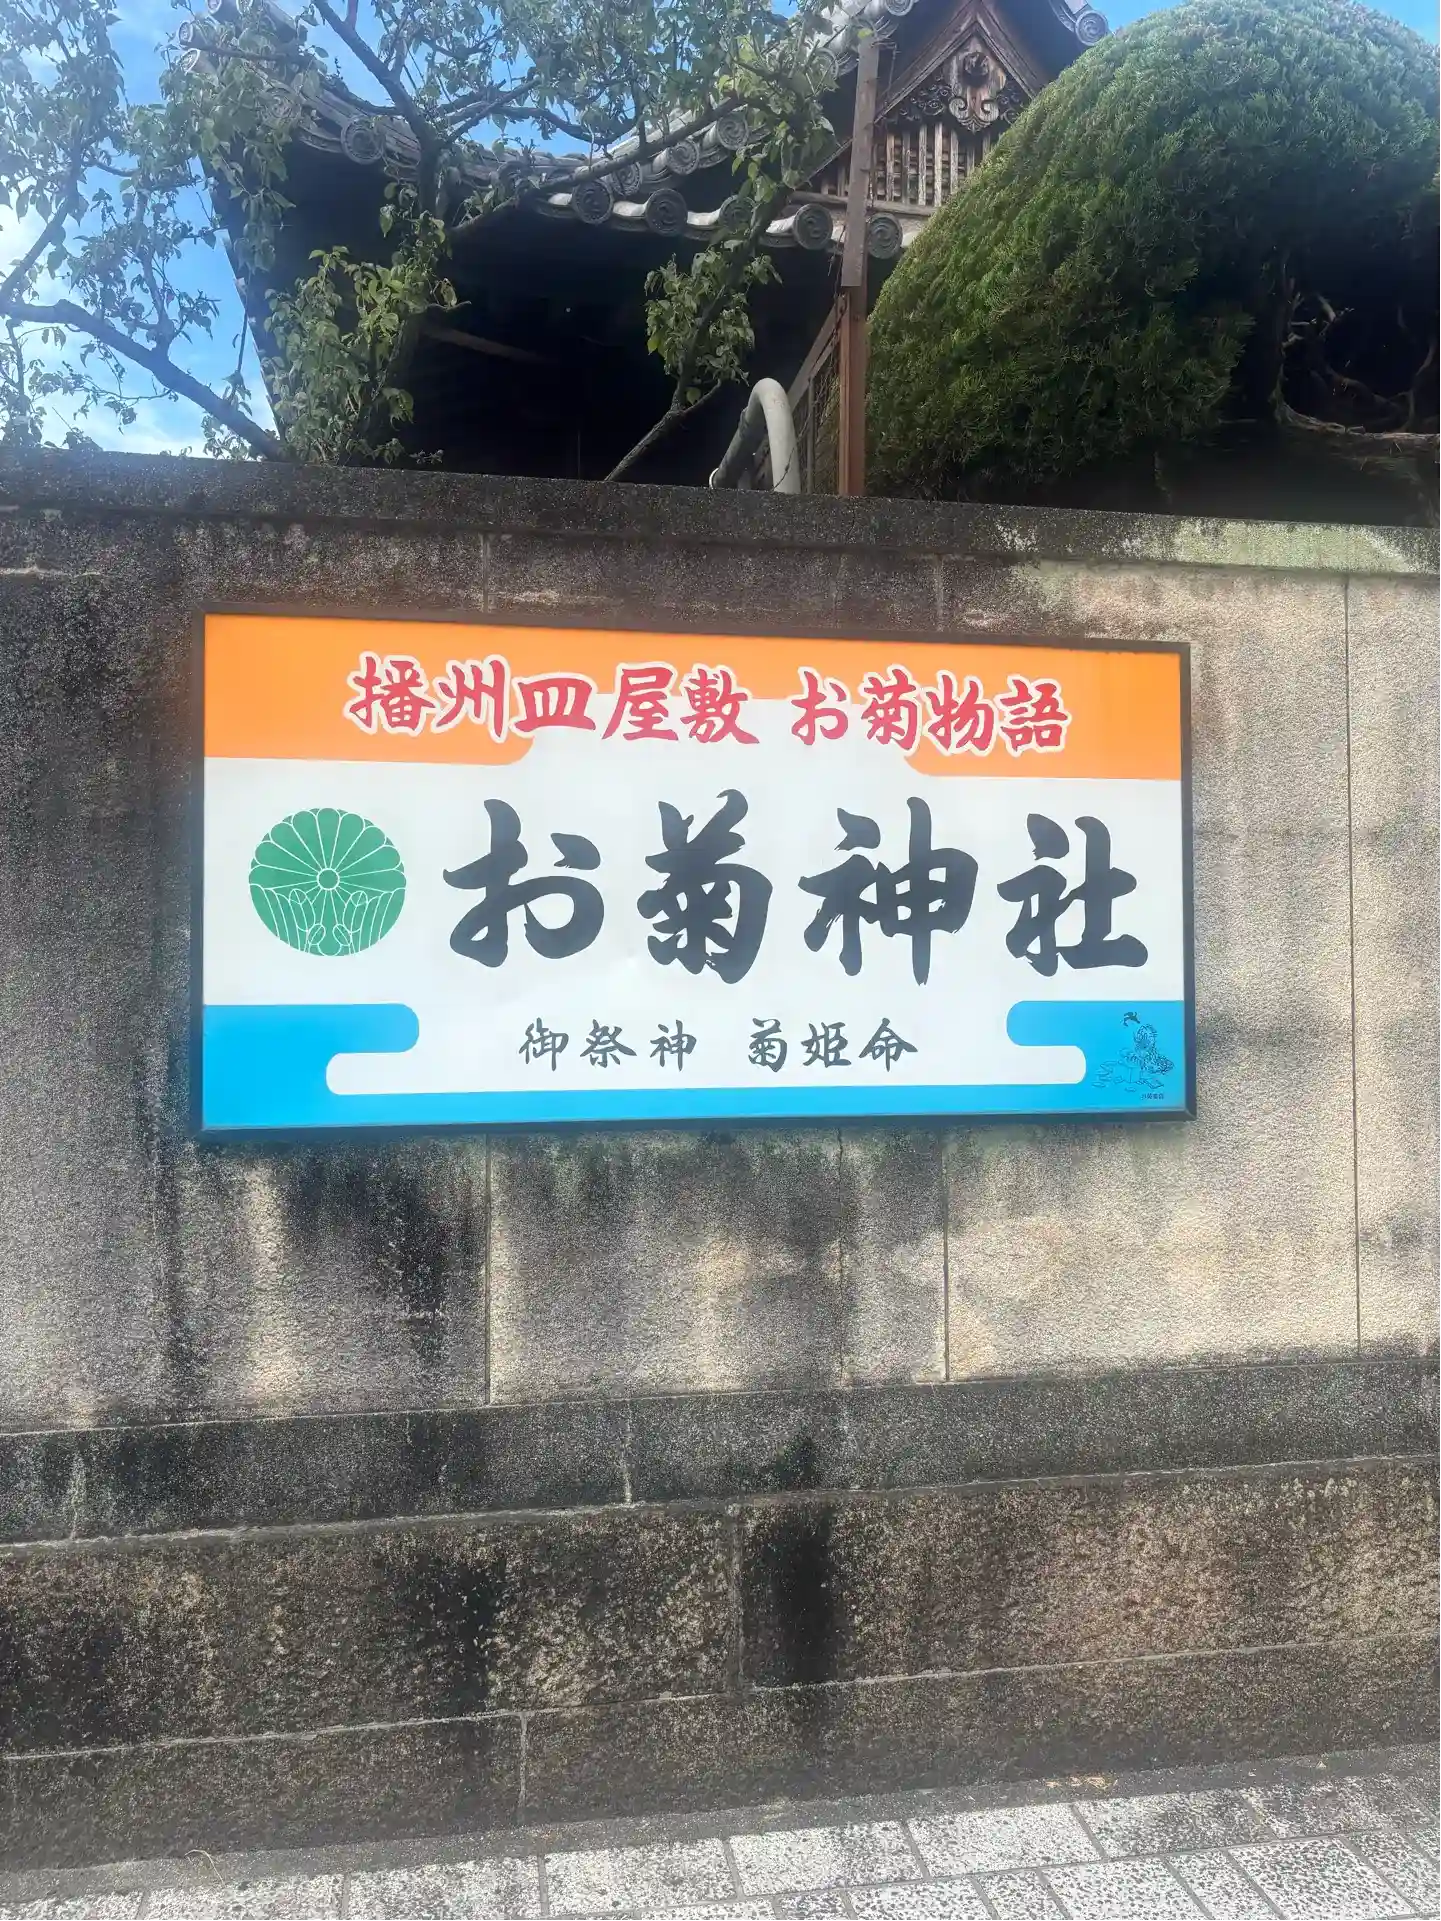 播州皿屋敷 お菊物語
お菊神社
御祭神 菊姫命